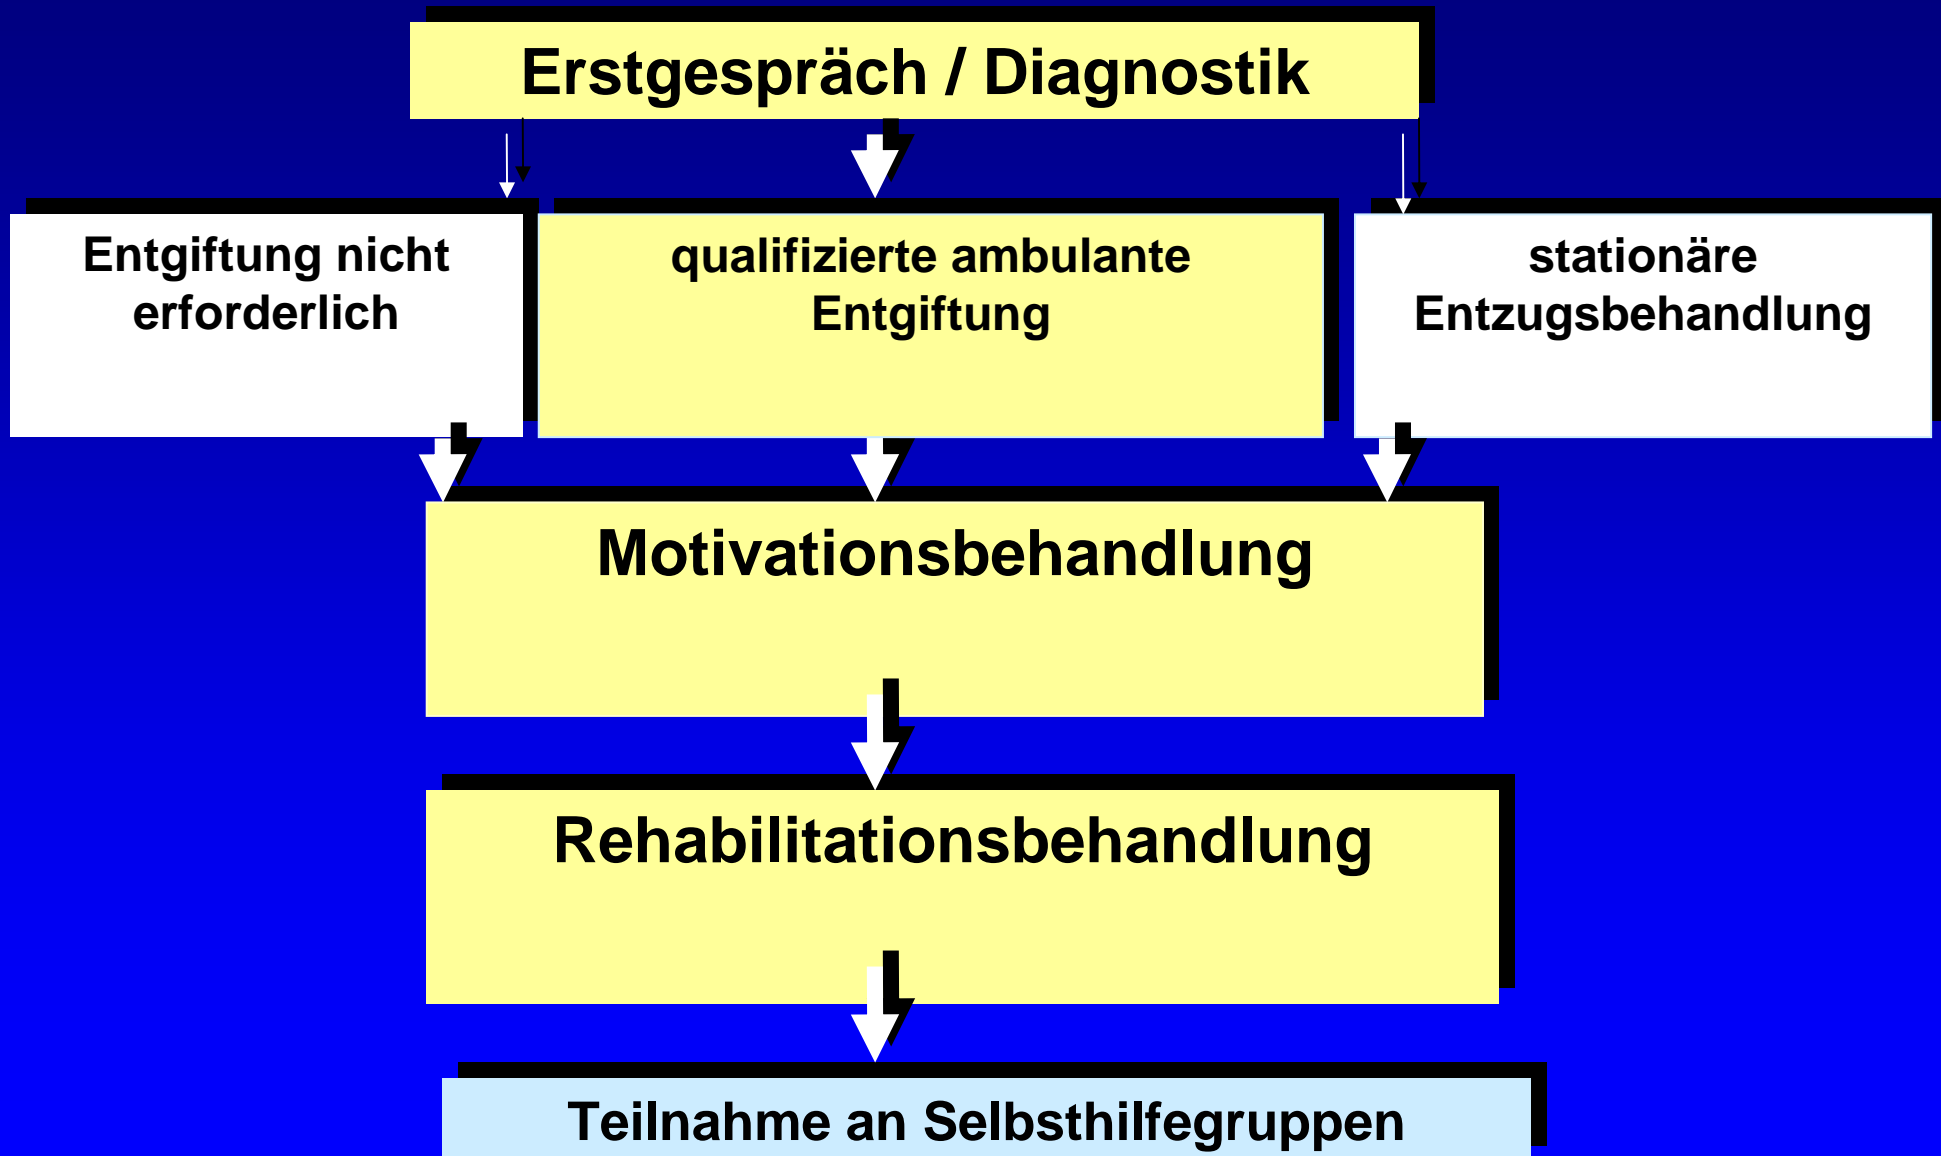 Erstgespräch / Diagnostik
Entgiftung nicht
erforderlich
qualifizierte ambulante
Entgiftung
stationäre
Entzugsbehandlung
Motivationsbehandlung
Rehabilitationsbehandlung
Teilnahme an Selbsthilfegruppen